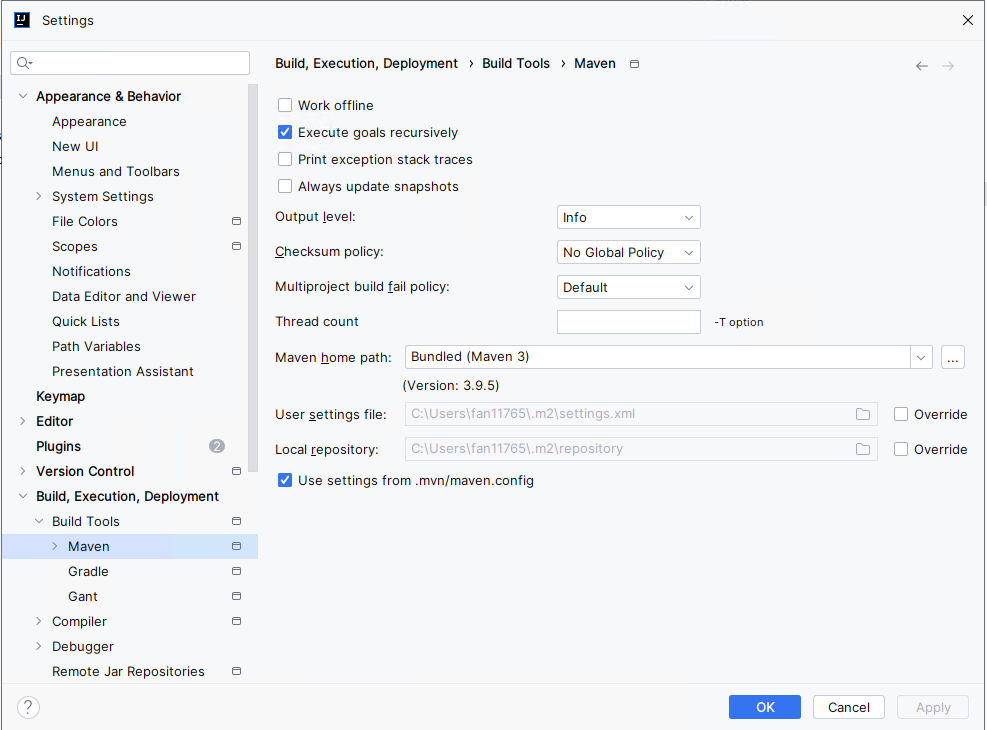 Settings
Appearance & Behavior
Appearance
New UI
Menus and Toolbars
System Settings
File Colors
Scopes
Notifications
Data Editor and Viewer
Quick Lists
Path Variables
Presentation Assistant
Keymap
Editor
Plugins 2
Version Control
Build, Execution, Deployment
Build Tools
Maven
Gradle
Gant
Compiler
Debugger
Remote Jar Repositories
Build, Execution, Deployment › Build Tools › Maven
Work offline
Execute goals recursively
Print exception stack traces
Always update snapshots
Output level: Info
Checksum policy: No Global Policy
Multiproject build fail policy: Default
Thread count -T option
Maven home path: Bundled (Maven 3) ...
(Version: 3.9.5)
User settings file: C:\Users\fan11765\.m2\settings.xml Override
Local repository: C:\Users\fan11765\.m2\repository Override
Use settings from .mvn/maven.config
? OK Cancel Apply